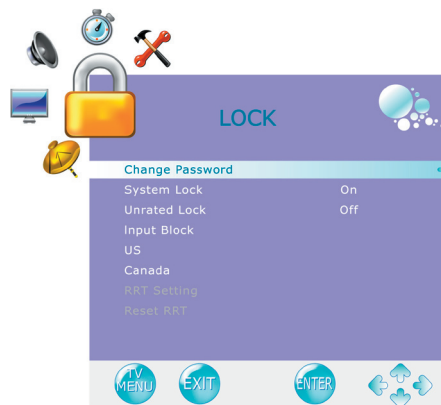 LOCK
Change Password
System Lock On
Unrated Lock Off
Input Block
US
Canada
RRT Setting
Reset RRT
TV MENU EXIT ENTER